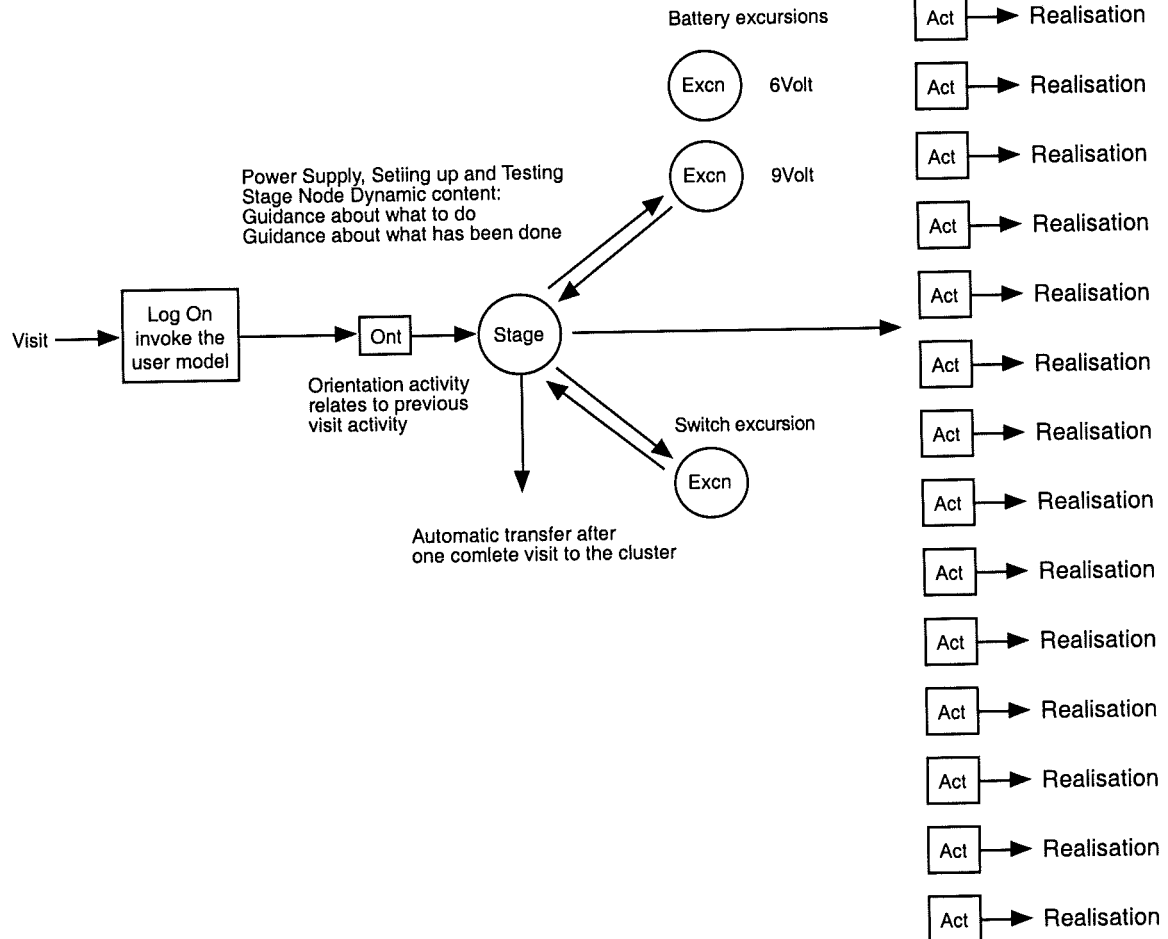 Battery excursions
Excn 6Volt
Excn 9Volt
Power Supply, Setiing up and Testing
Stage Node Dynamic content:
Guidance about what to do
Guidance about what has been done
Visit
Log On
invoke the
user model
Ont
Stage
Orientation activity
relates to previous
visit activity
Switch excursion
Excn
Automatic transfer after
one comlete visit to the cluster
Act Realisation
Act Realisation
Act Realisation
Act Realisation
Act Realisation
Act Realisation
Act Realisation
Act Realisation
Act Realisation
Act Realisation
Act Realisation
Act Realisation
Act Realisation
Act Realisation